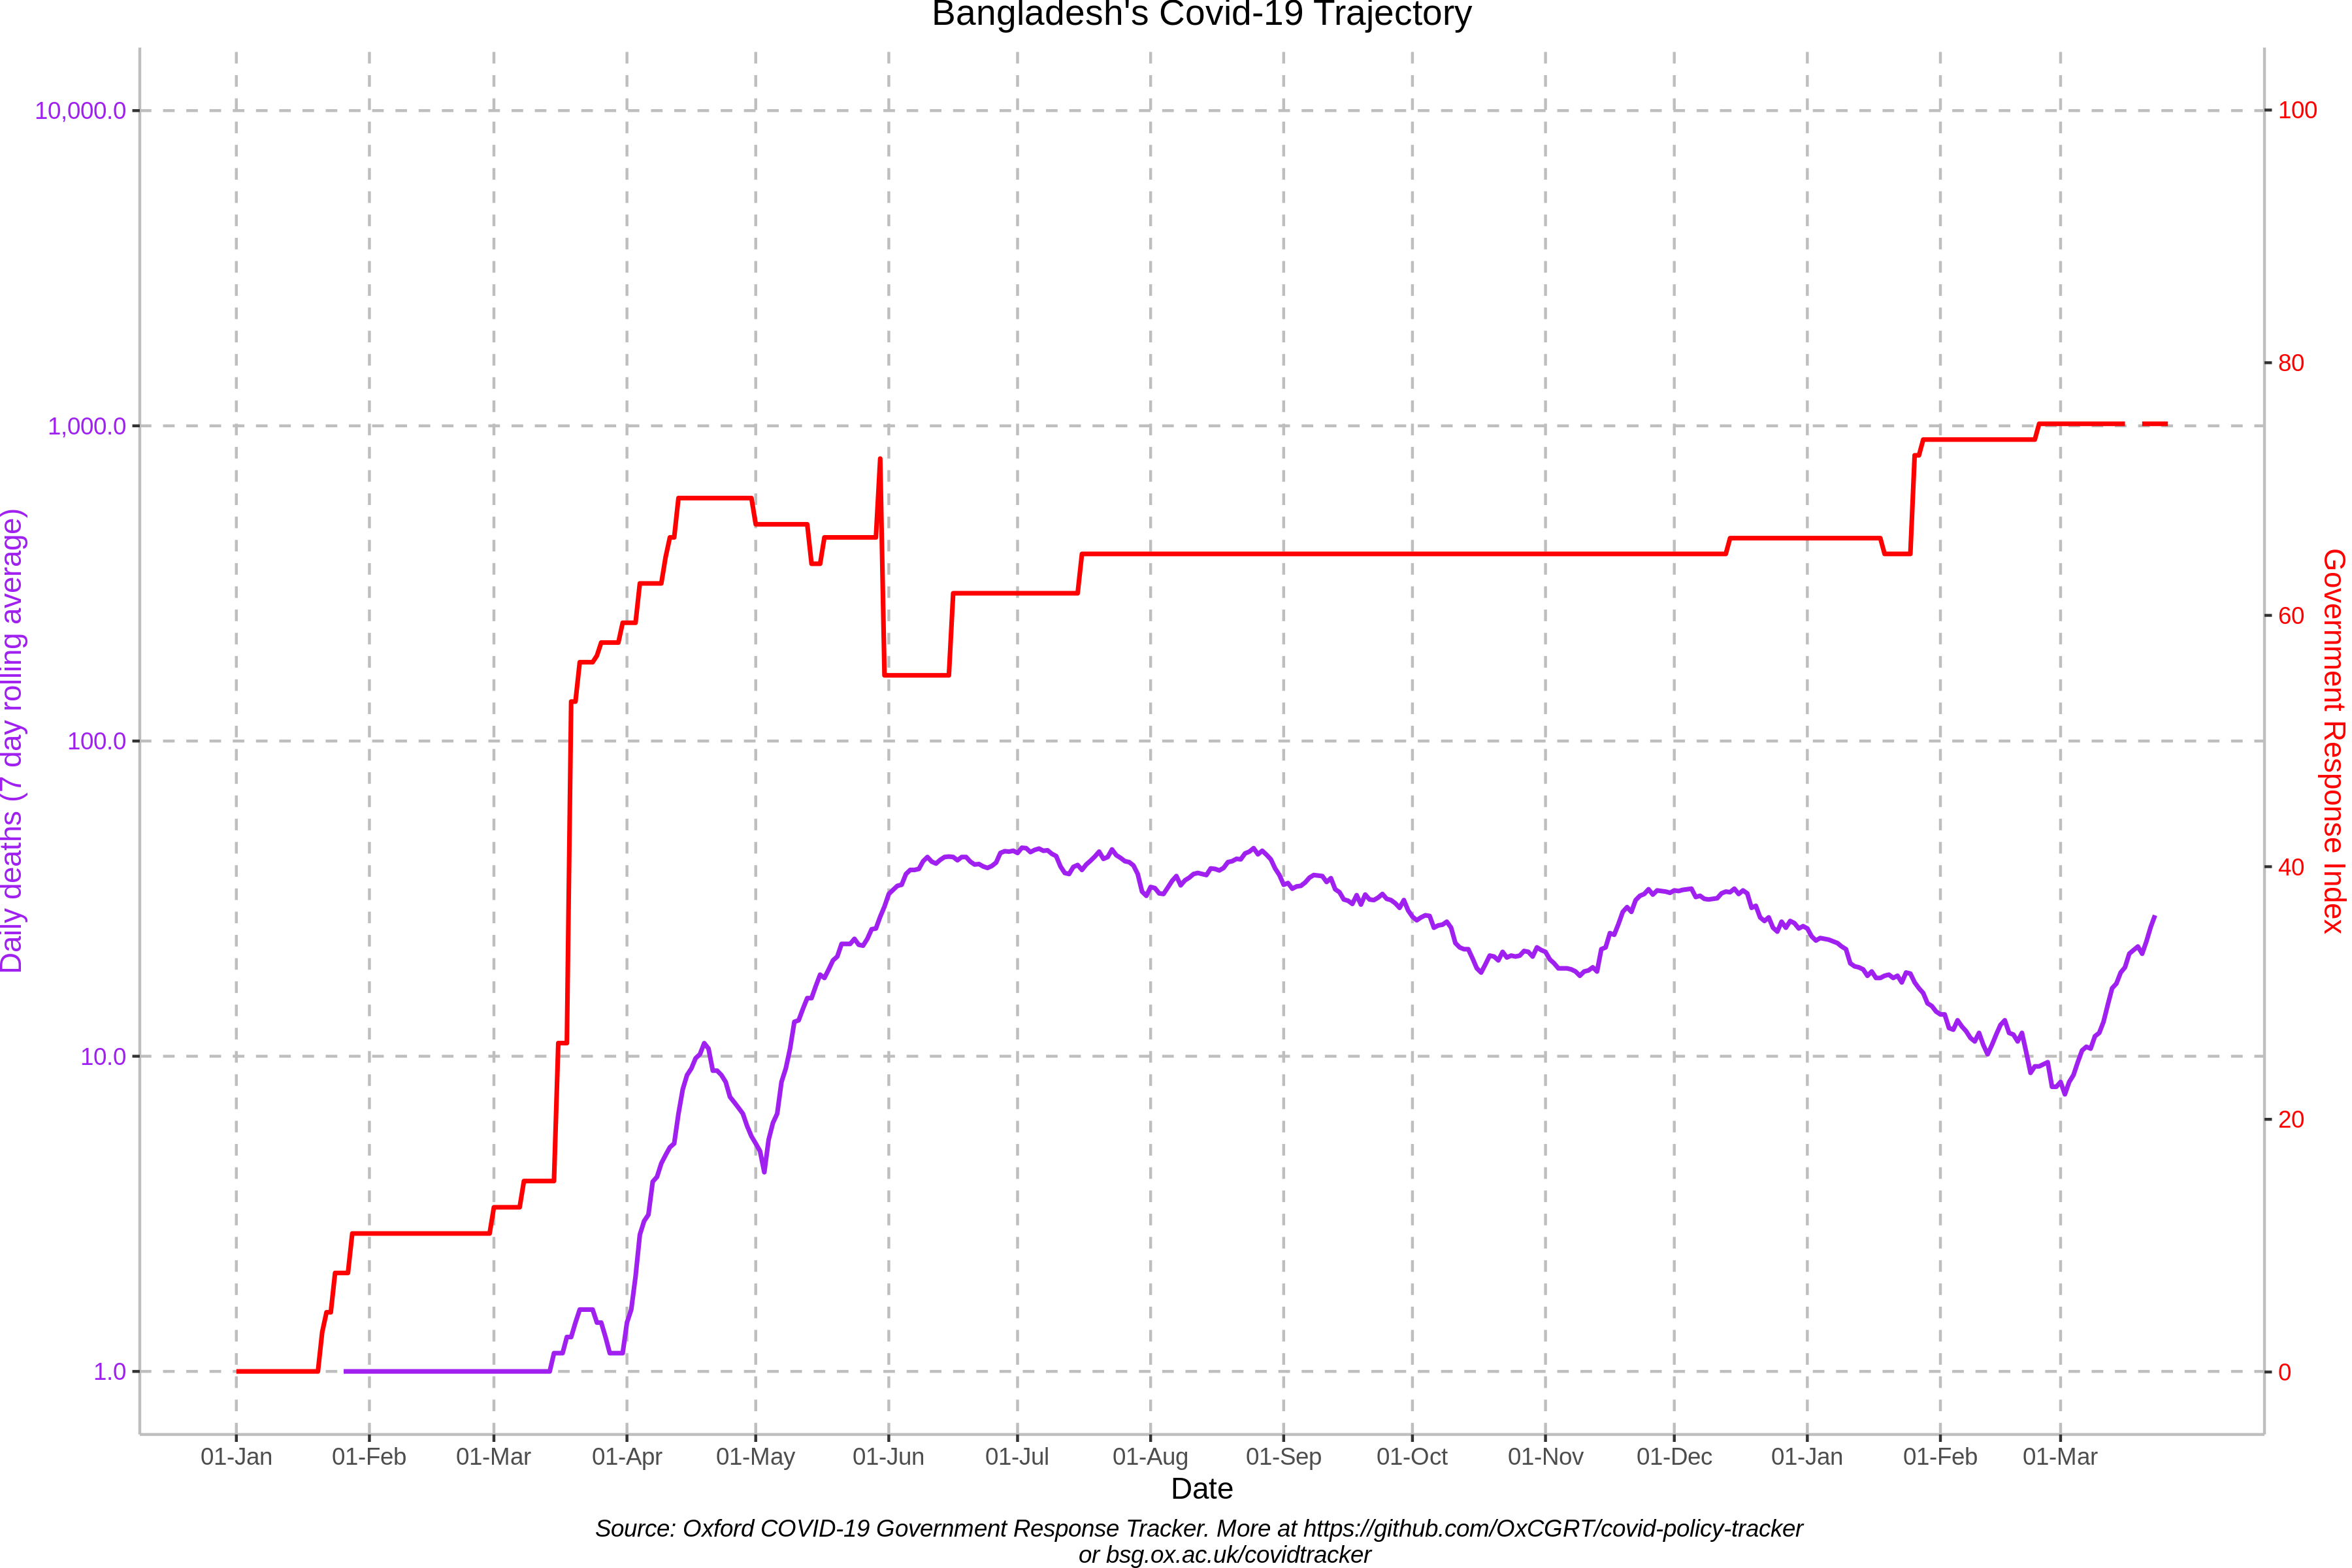 Bangladesh's Covid-19 Trajectory
10,000.0
1,000.0
100.0
10.0
1.0
Daily deaths (7 day rolling average)
100
80
60
40
20
0
Government Response Index
01-Jan 01-Feb 01-Mar 01-Apr 01-May 01-Jun 01-Jul 01-Aug 01-Sep 01-Oct 01-Nov 01-Dec 01-Jan 01-Feb 01-Mar
Date
Source: Oxford COVID-19 Government Response Tracker. More at https://github.com/OxCGRT/covid-policy-tracker
or bsg.ox.ac.uk/covidtracker